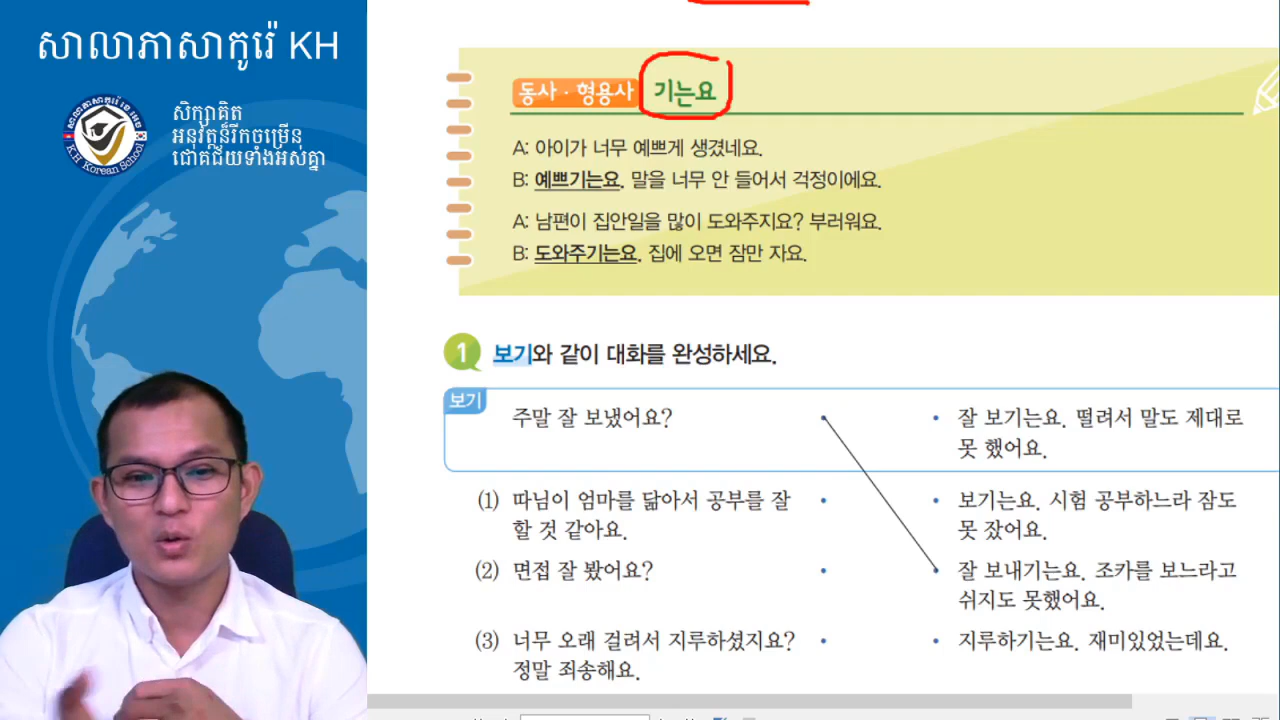 សាលាភាសាកូរ៉េ KH
សិក្សាគិត
អនុវត្តន៏រីកចម្រើន
ជោគជ័យទាំងអស់គ្នា
សាលាភាសាកូរ៉េ ខេ អេច
K.H Korean School
동사 · 형용사 기는요
A: 아이가 너무 예쁘게 생겼네요.
B: 예쁘기는요. 말을 너무 안 들어서 걱정이에요.
A: 남편이 집안일을 많이 도와주지요? 부러워요.
B: 도와주기는요. 집에 오면 잠만 자요.
1 보기와 같이 대화를 완성하세요.
보기
주말 잘 보냈어요?
잘 보기는요. 떨려서 말도 제대로
못 했어요.
(1) 따님이 엄마를 닮아서 공부를 잘
할 것 같아요.
보기는요. 시험 공부하느라 잠도
못 잤어요.
(2) 면접 잘 봤어요?
잘 보내기는요. 조카를 보느라고
쉬지도 못했어요.
(3) 너무 오래 걸려서 지루하셨지요?
정말 죄송해요.
지루하기는요. 재미있었는데요.